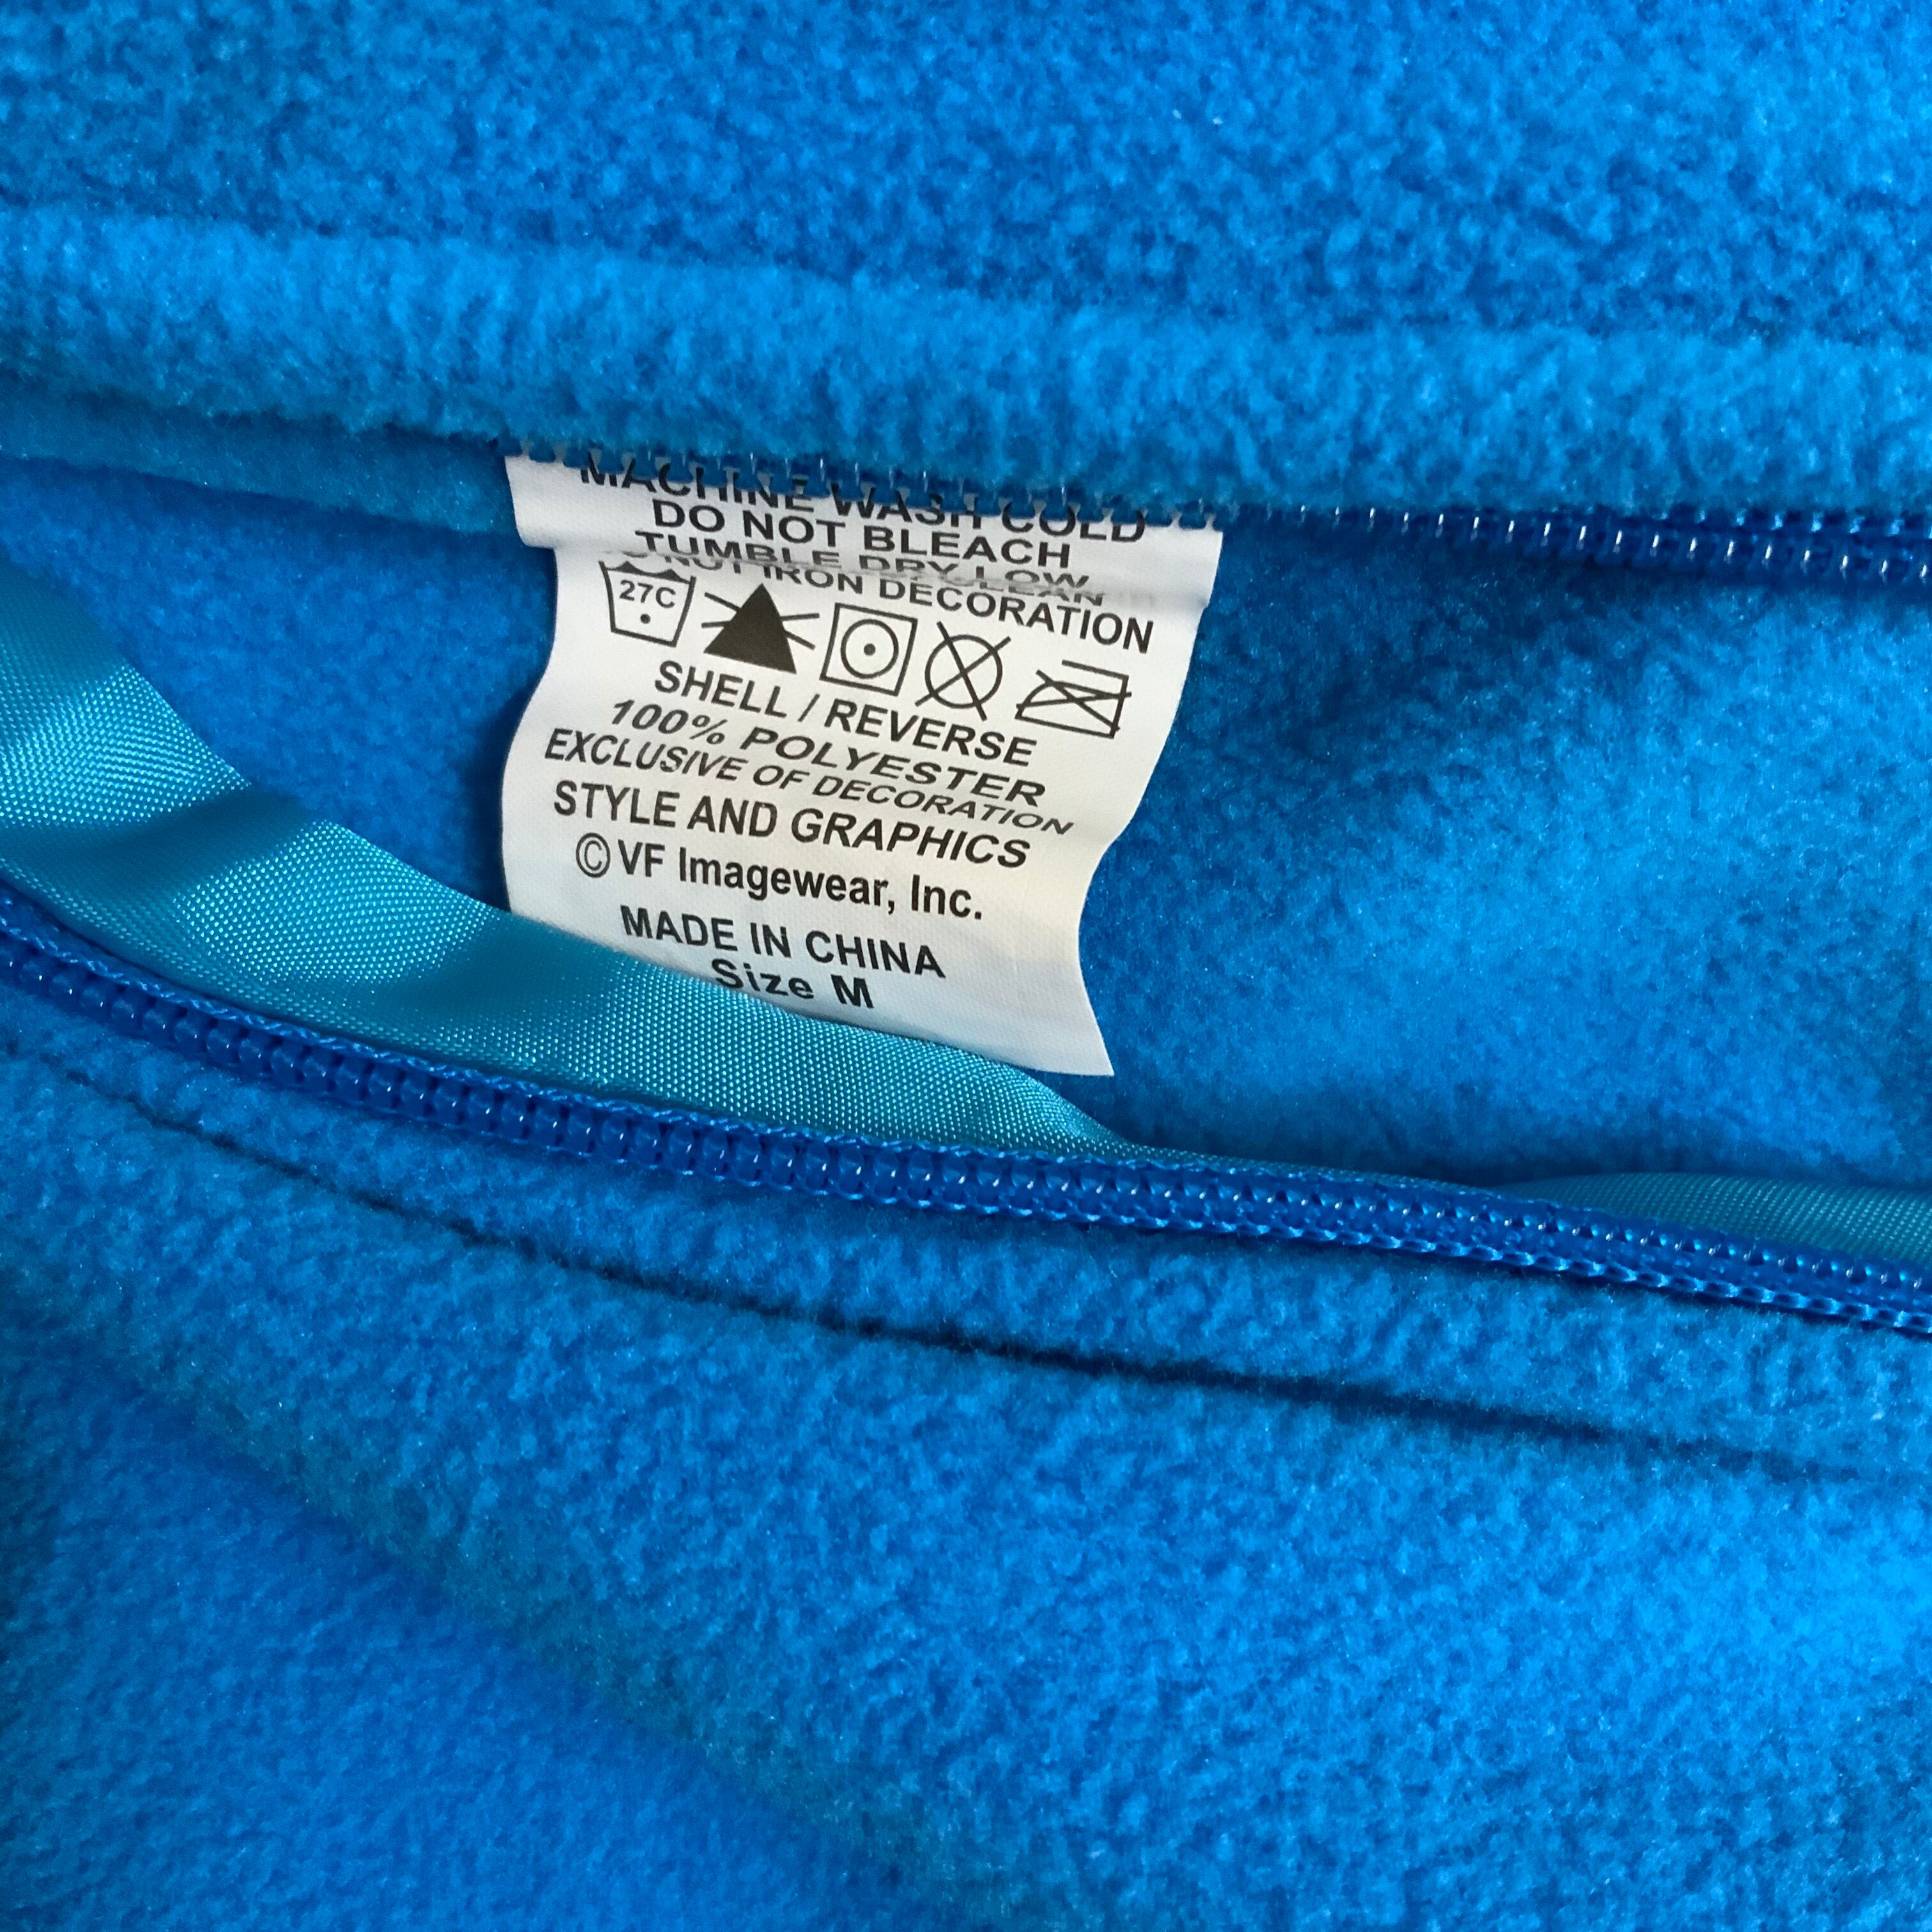 MACHINE WASH COLD
DO NOT BLEACH
TUMBLE DRY LOW
NOT IRON DECORATION
27C
SHELL / REVERSE
100% POLYESTER
EXCLUSIVE OF DECORATION
STYLE AND GRAPHICS
© VF Imagewear, Inc.
MADE IN CHINA
Size M